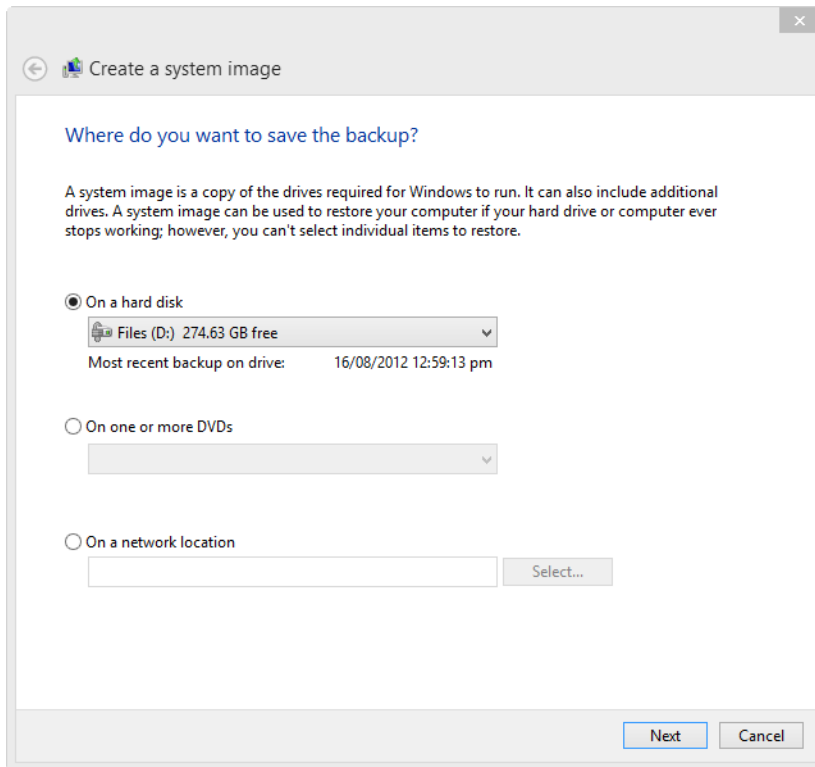 Create a system image
Where do you want to save the backup?
A system image is a copy of the drives required for Windows to run. It can also include additional
drives. A system image can be used to restore your computer if your hard drive or computer ever
stops working; however, you can't select individual items to restore.
On a hard disk
Files (D:) 274.63 GB free
Most recent backup on drive: 16/08/2012 12:59:13 pm
On one or more DVDs
On a network location
Select...
Next Cancel